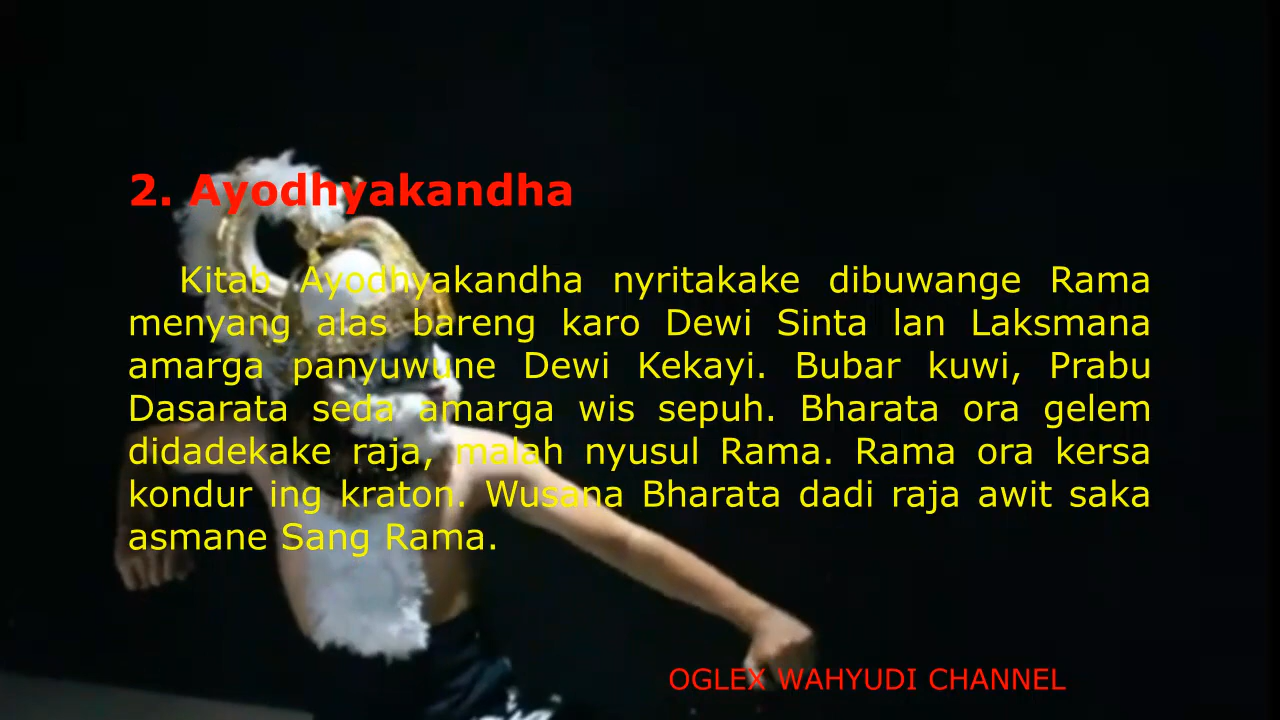 2. Ayodhyakandha
Kitab Ayodhyakandha nyritakake dibuwange Rama
menyang alas bareng karo Dewi Sinta lan Laksmana
amarga panyuwune Dewi Kekayi. Bubar kuwi, Prabu
Dasarata seda amarga wis sepuh. Bharata ora gelem
didadekake raja, malah nyusul Rama. Rama ora kersa
kondur ing kraton. Wusana Bharata dadi raja awit saka
asmane Sang Rama.
OGLEX WAHYUDI CHANNEL